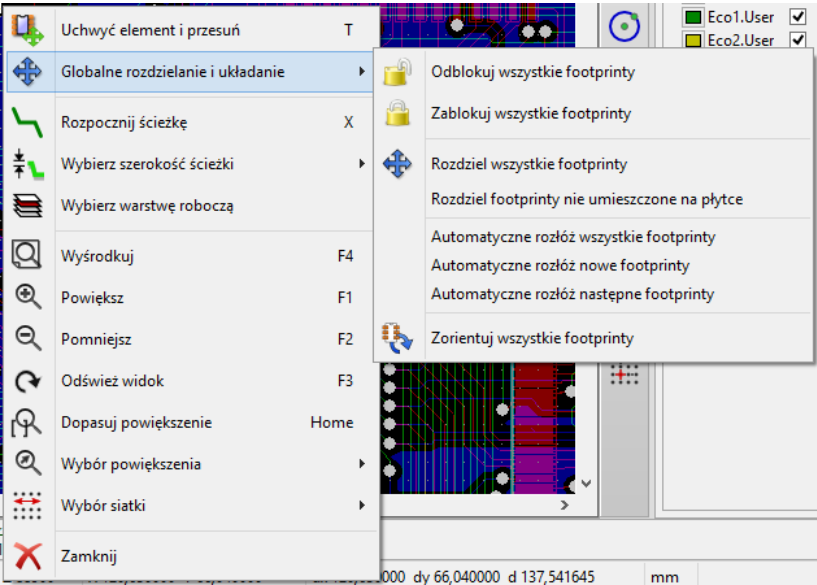 Uchwyć element i przesuń T
Globalne rozdzielanie i układanie
Rozpocznij ścieżkę X
Wybierz szerokość ścieżki
Wybierz warstwę roboczą
Wyśrodkuj F4
Powiększ F1
Pomniejsz F2
Odśwież widok F3
Dopasuj powiększenie Home
Wybór powiększenia
Wybór siatki
Zamknij
Odblokuj wszystkie footprinty
Zablokuj wszystkie footprinty
Rozdziel wszystkie footprinty
Rozdziel footprinty nie umieszczone na płytce
Automatyczne rozłóż wszystkie footprinty
Automatyczne rozłóż nowe footprinty
Automatyczne rozłóż następne footprinty
Zorientuj wszystkie footprinty
Eco1.User
Eco2.User
dy 66,040000 d 137,541645 mm